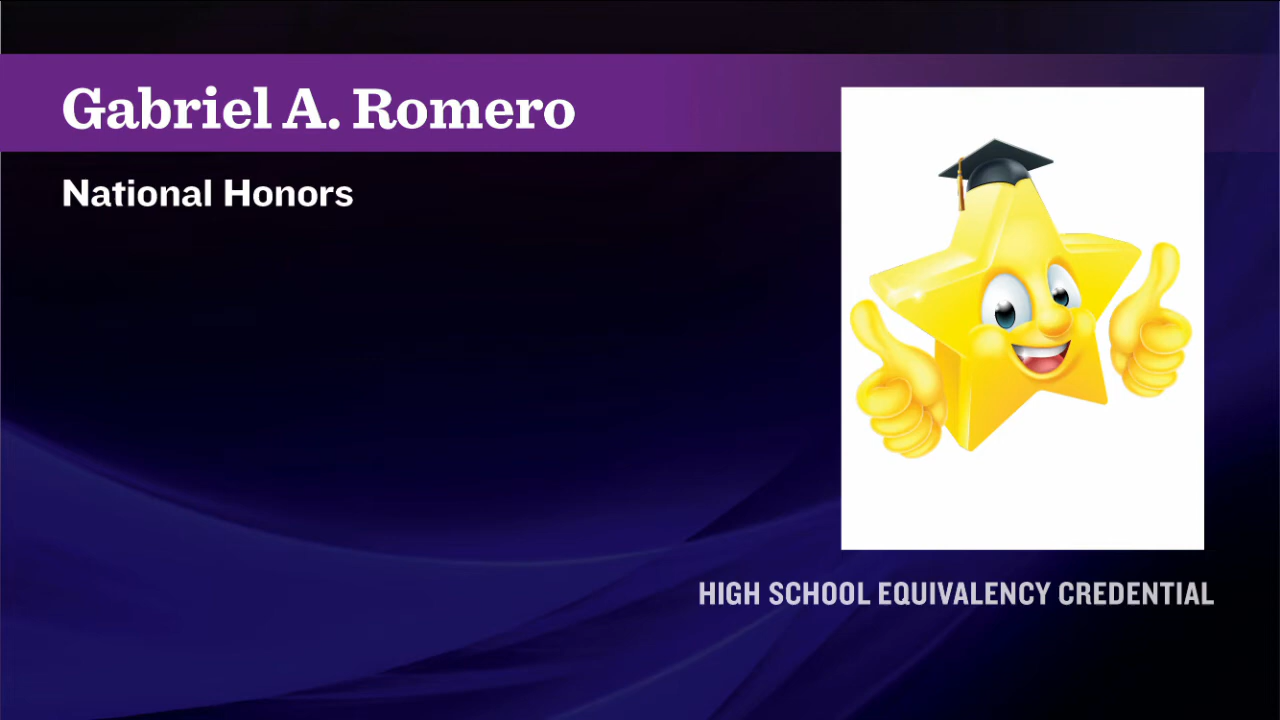 Gabriel A. Romero
National Honors
HIGH SCHOOL EQUIVALENCY CREDENTIAL